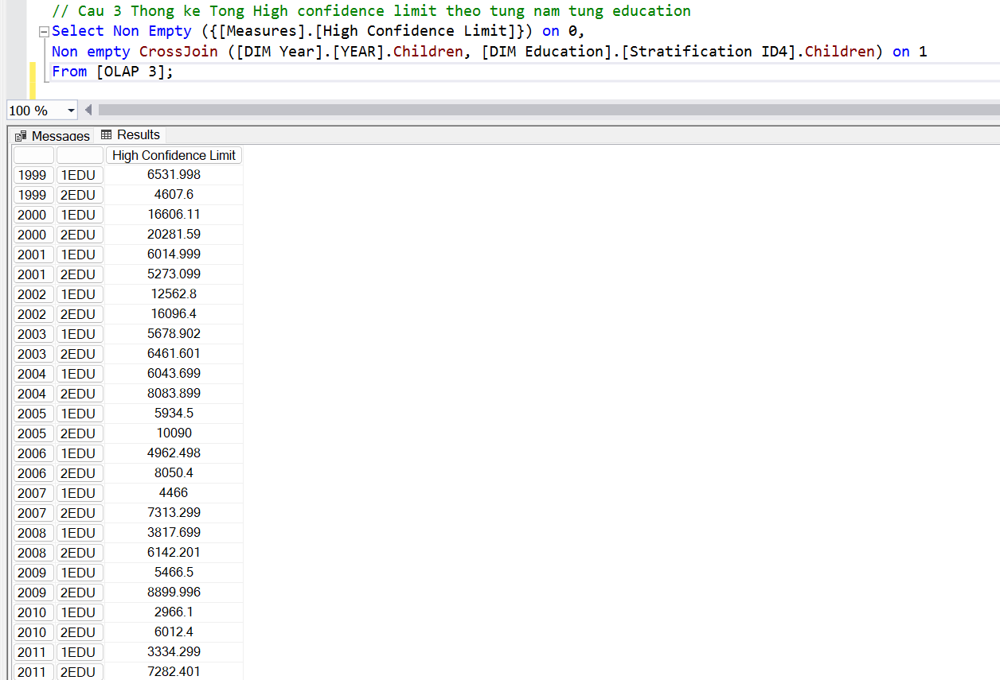 // Cau 3 Thong ke Tong High confidence limit theo tung nam tung education
Select Non Empty ({[Measures].[High Confidence Limit]}) on 0,
Non empty CrossJoin ([DIM Year].[YEAR].Children, [DIM Education].[Stratification ID4].Children) on 1
From [OLAP 3];
100 %
Messages Results
High Confidence Limit
1999 1EDU 6531.998
1999 2EDU 4607.6
2000 1EDU 16606.11
2000 2EDU 20281.59
2001 1EDU 6014.999
2001 2EDU 5273.099
2002 1EDU 12562.8
2002 2EDU 16096.4
2003 1EDU 5678.902
2003 2EDU 6461.601
2004 1EDU 6043.699
2004 2EDU 8083.899
2005 1EDU 5934.5
2005 2EDU 10090
2006 1EDU 4962.498
2006 2EDU 8050.4
2007 1EDU 4466
2007 2EDU 7313.299
2008 1EDU 3817.699
2008 2EDU 6142.201
2009 1EDU 5466.5
2009 2EDU 8899.996
2010 1EDU 2966.1
2010 2EDU 6012.4
2011 1EDU 3334.299
2011 2EDU 7282.401